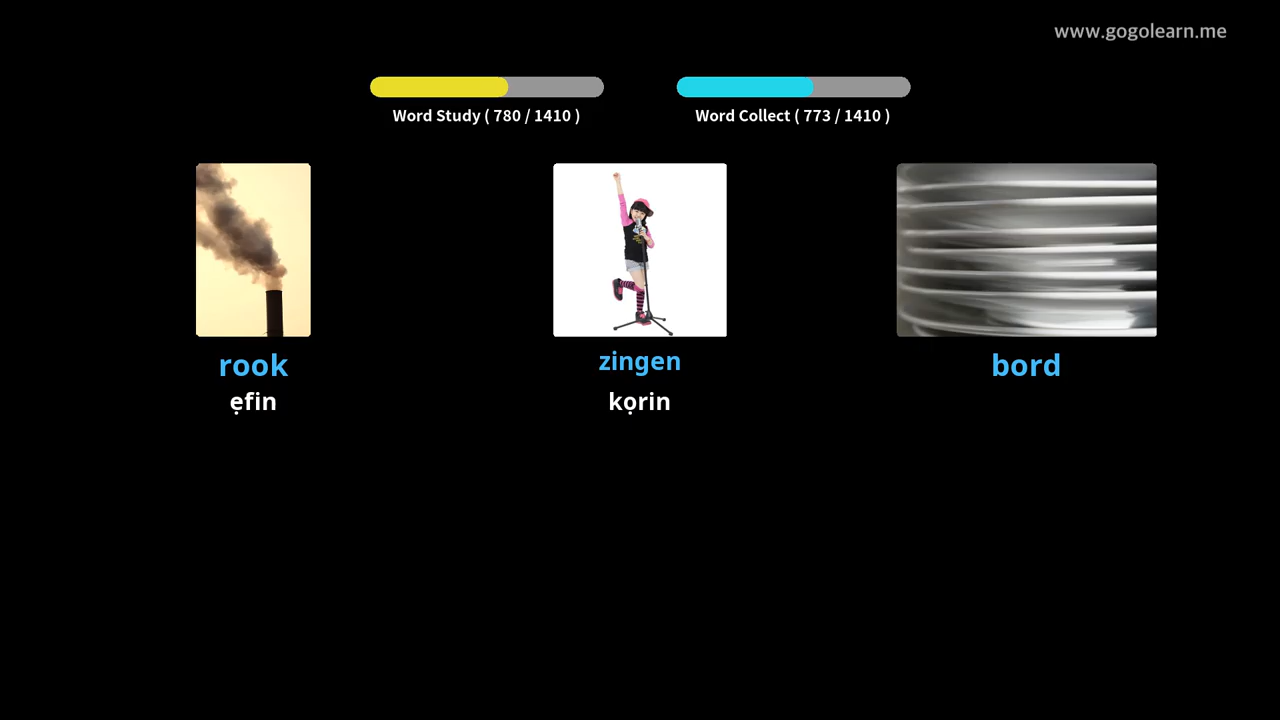 www.gogolearn.me
Word Study ( 780 / 1410 )
Word Collect ( 773 / 1410 )
rook
ẹfin
zingen
kọrin
bord